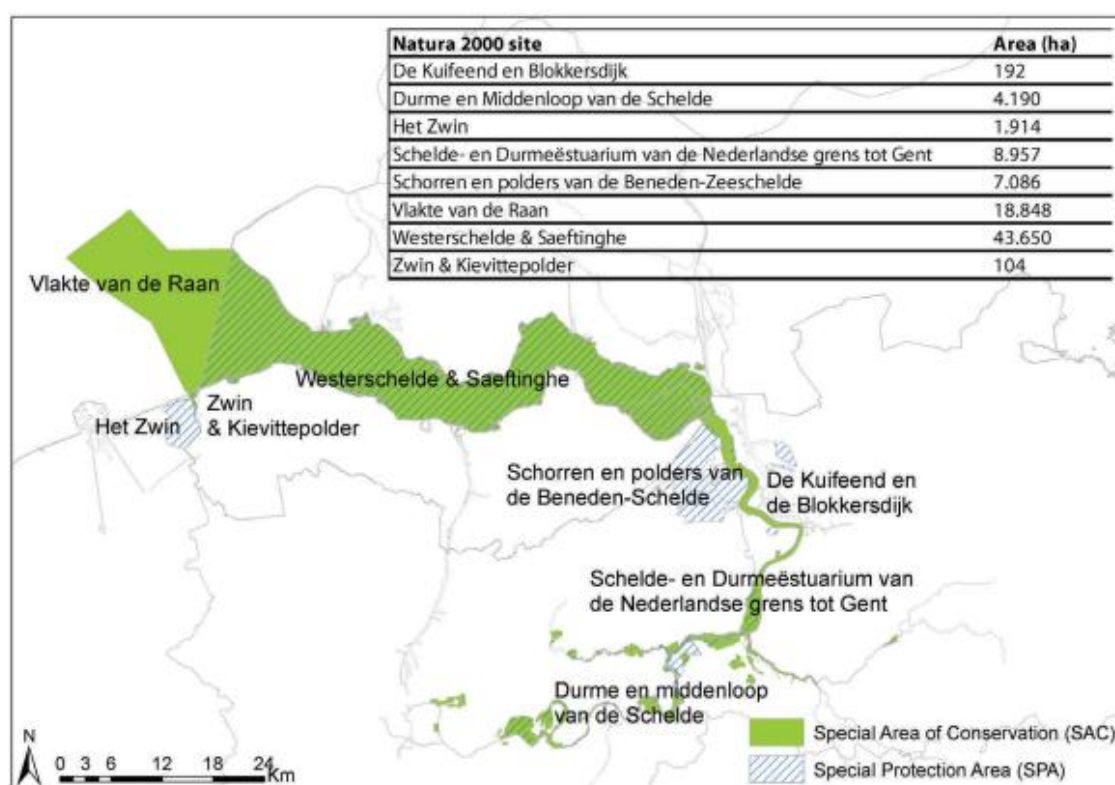 Natura 2000 site Area (ha)
De Kuifeend en Blokkersdijk 192
Durme en Middenloop van de Schelde 4.190
Het Zwin 1.914
Schelde- en Durmeëstuarium van de Nederlandse grens tot Gent 8.957
Schorren en polders van de Beneden-Zeeschelde 7.086
Vlakte van de Raan 18.848
Westerschelde & Saeftinghe 43.650
Zwin & Kievittepolder 104
Vlakte van de Raan
Westerschelde & Saeftinghe
Het Zwin
Zwin
& Kievittepolder
Schorren en polders van
de Beneden-Schelde
De Kuifeend en
de Blokkersdijk
Schelde- en Durmeëstuarium van
de Nederlandse grens tot Gent
Durme en middenloop
van de Schelde
N
0 3 6 12 18 24
Km
Special Area of Conservation (SAC)
Special Protection Area (SPA)